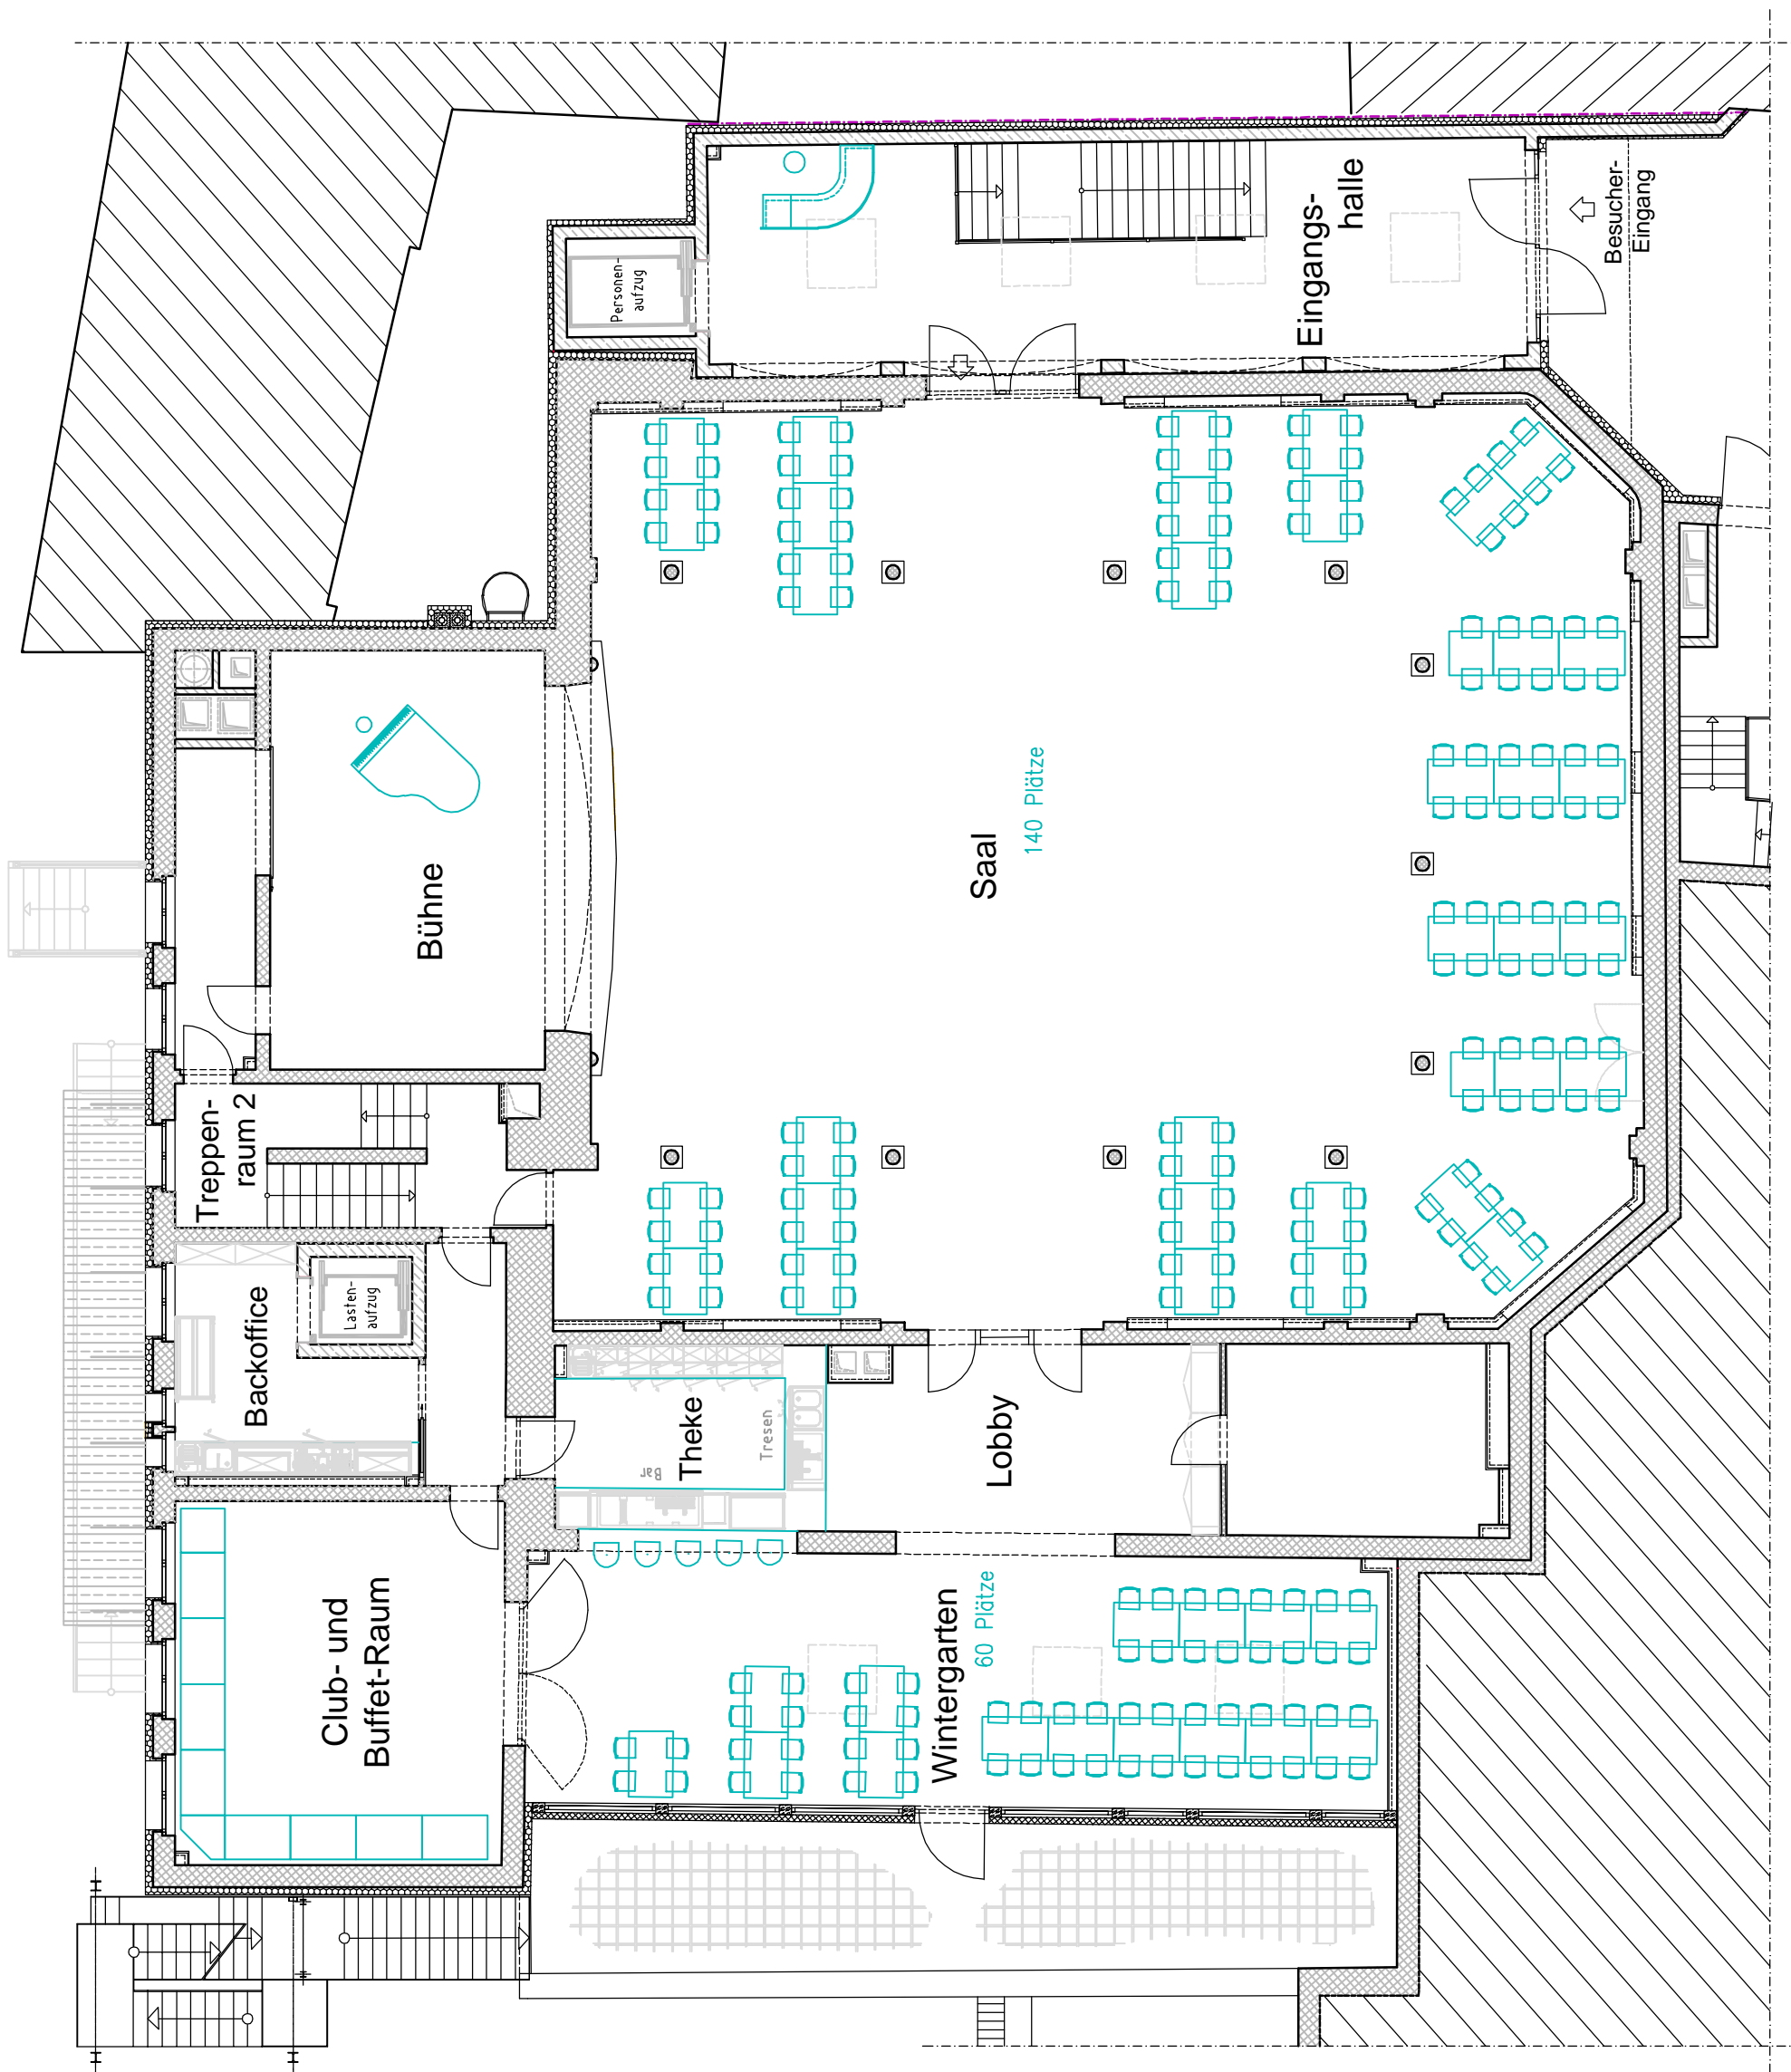 Personen-
aufzug
Eingangs-
halle
Besucher-
Eingang
Bühne
Saal
140 Plätze
Treppen-
raum 2
Backoffice
Lasten-
aufzug
Theke
Bar
Tresen
Lobby
Club- und
Buffet-Raum
Wintergarten
60 Plätze